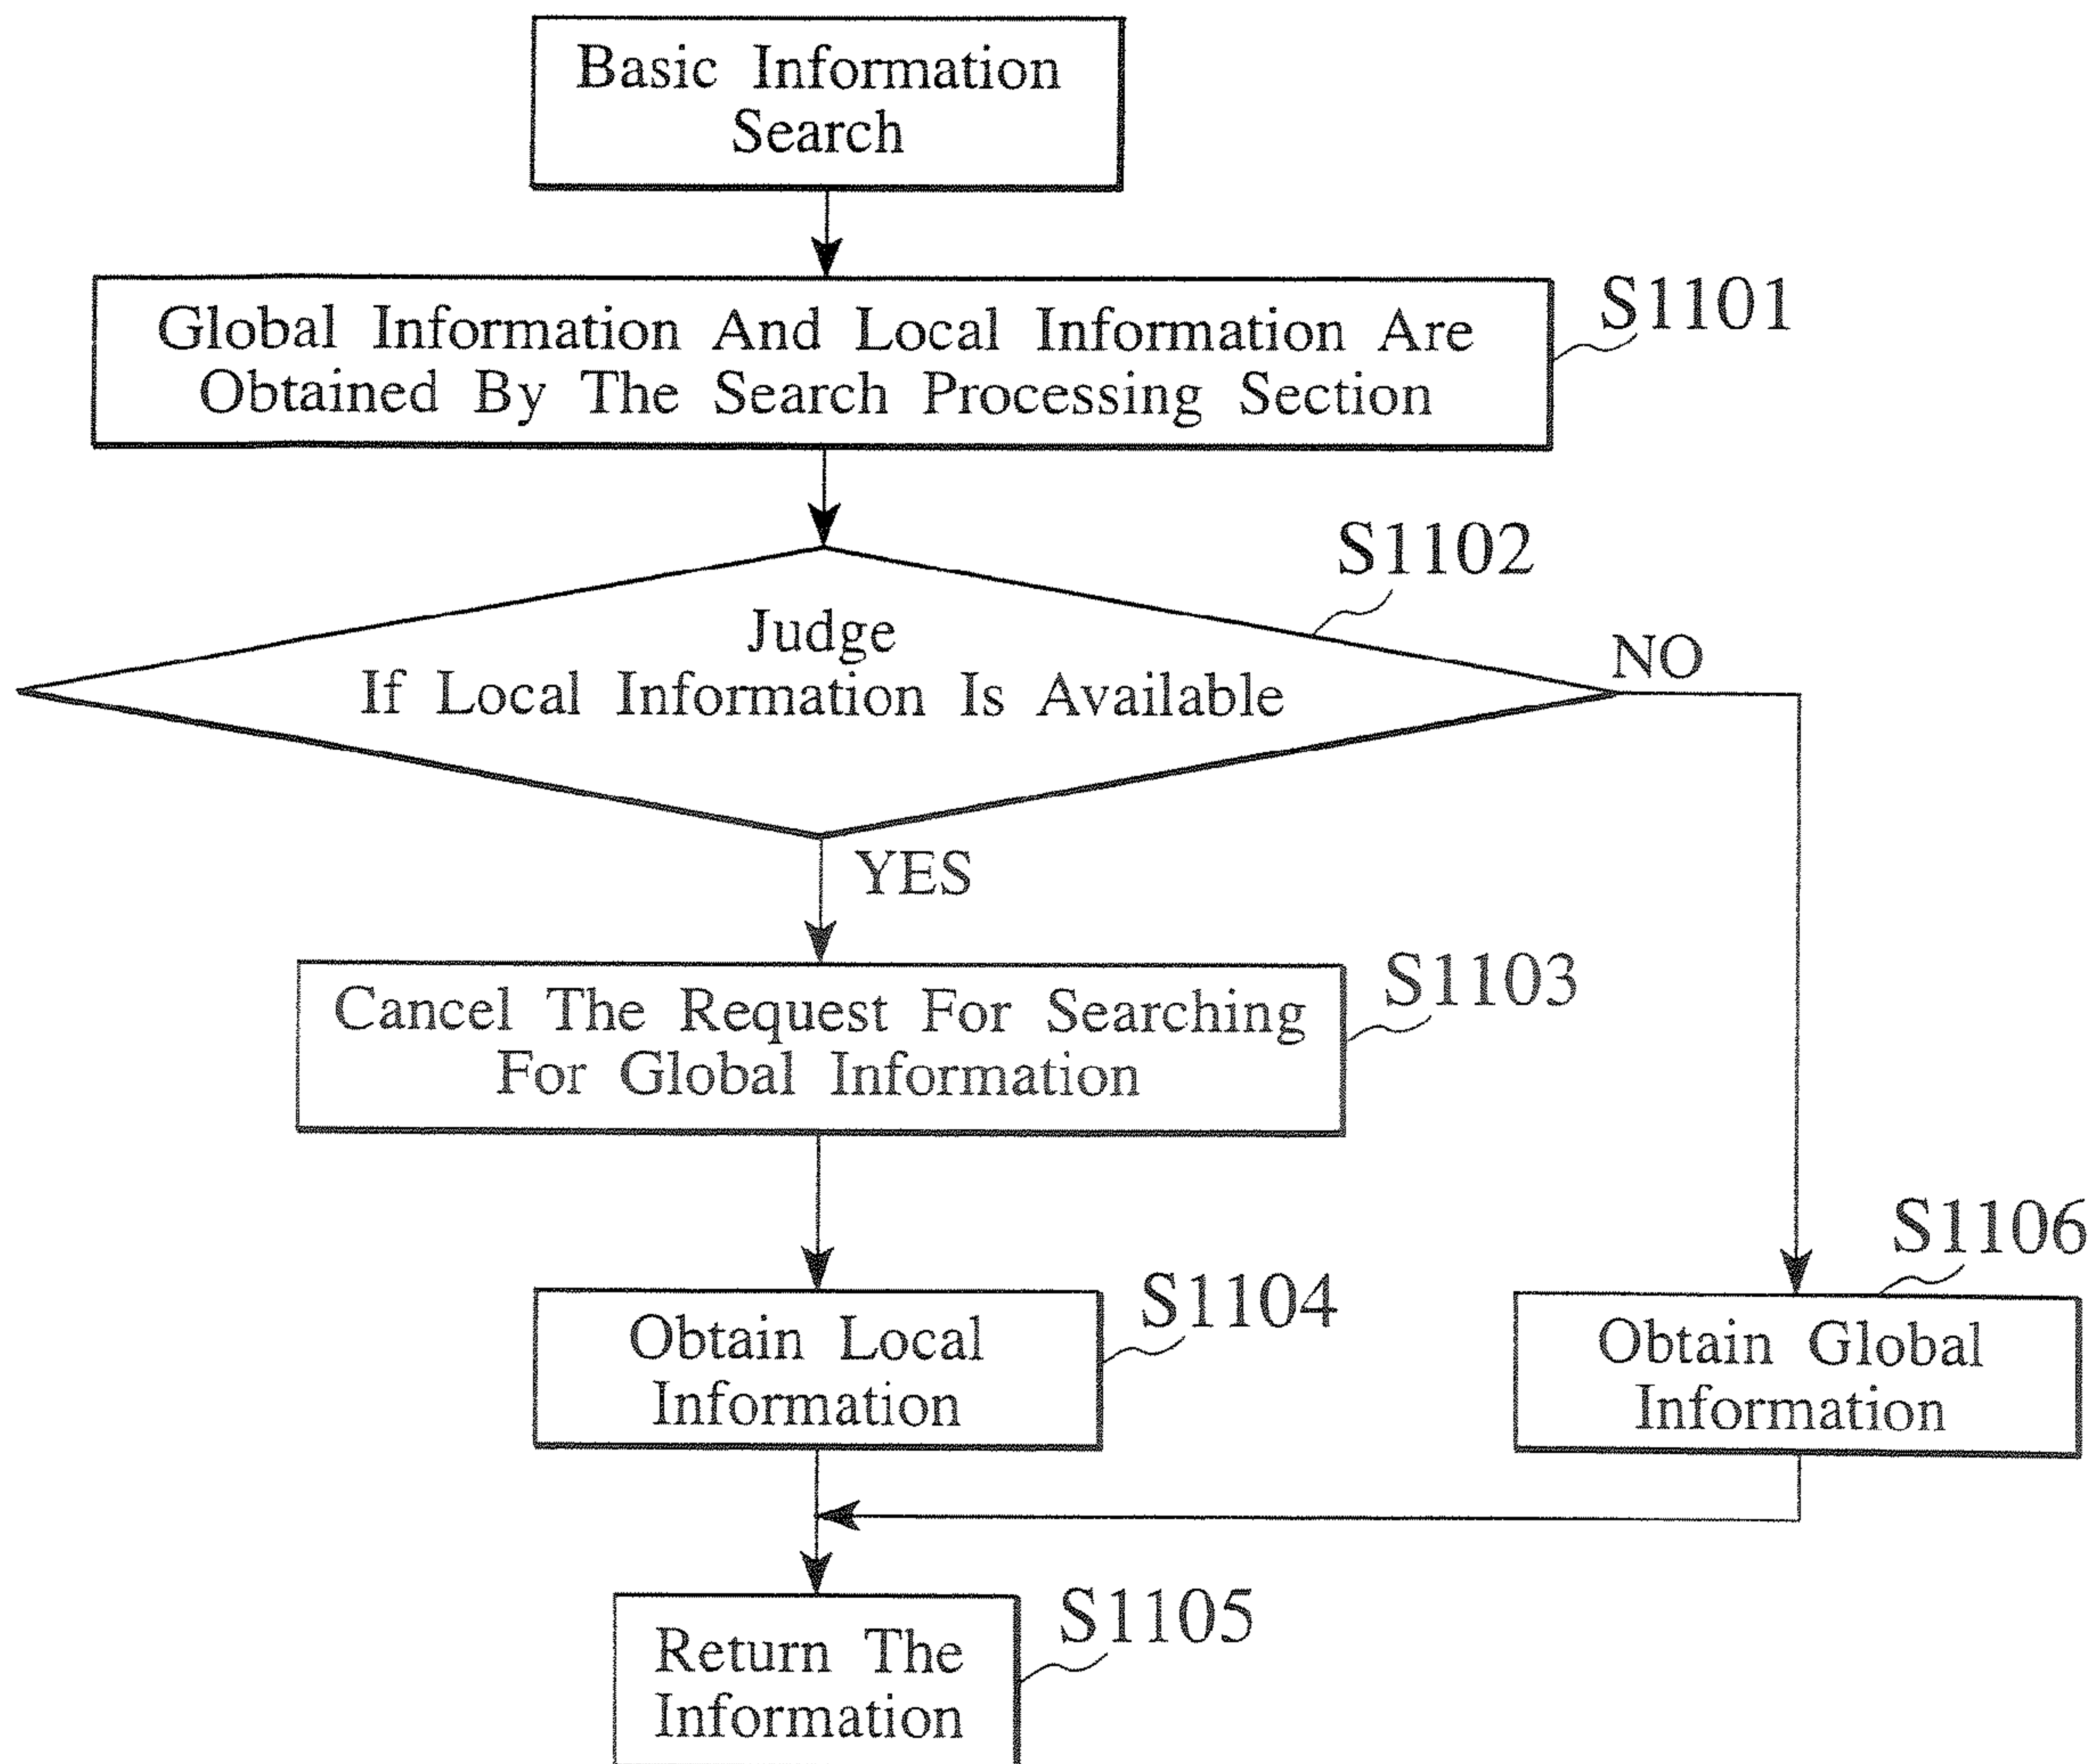 Basic Information
Search
Global Information And Local Information Are
Obtained By The Search Processing Section
S1101
S1102
Judge
If Local Information Is Available
NO
YES
Cancel The Request For Searching
For Global Information
S1103
S1104
Obtain Local
Information
S1106
Obtain Global
Information
S1105
Return The
Information